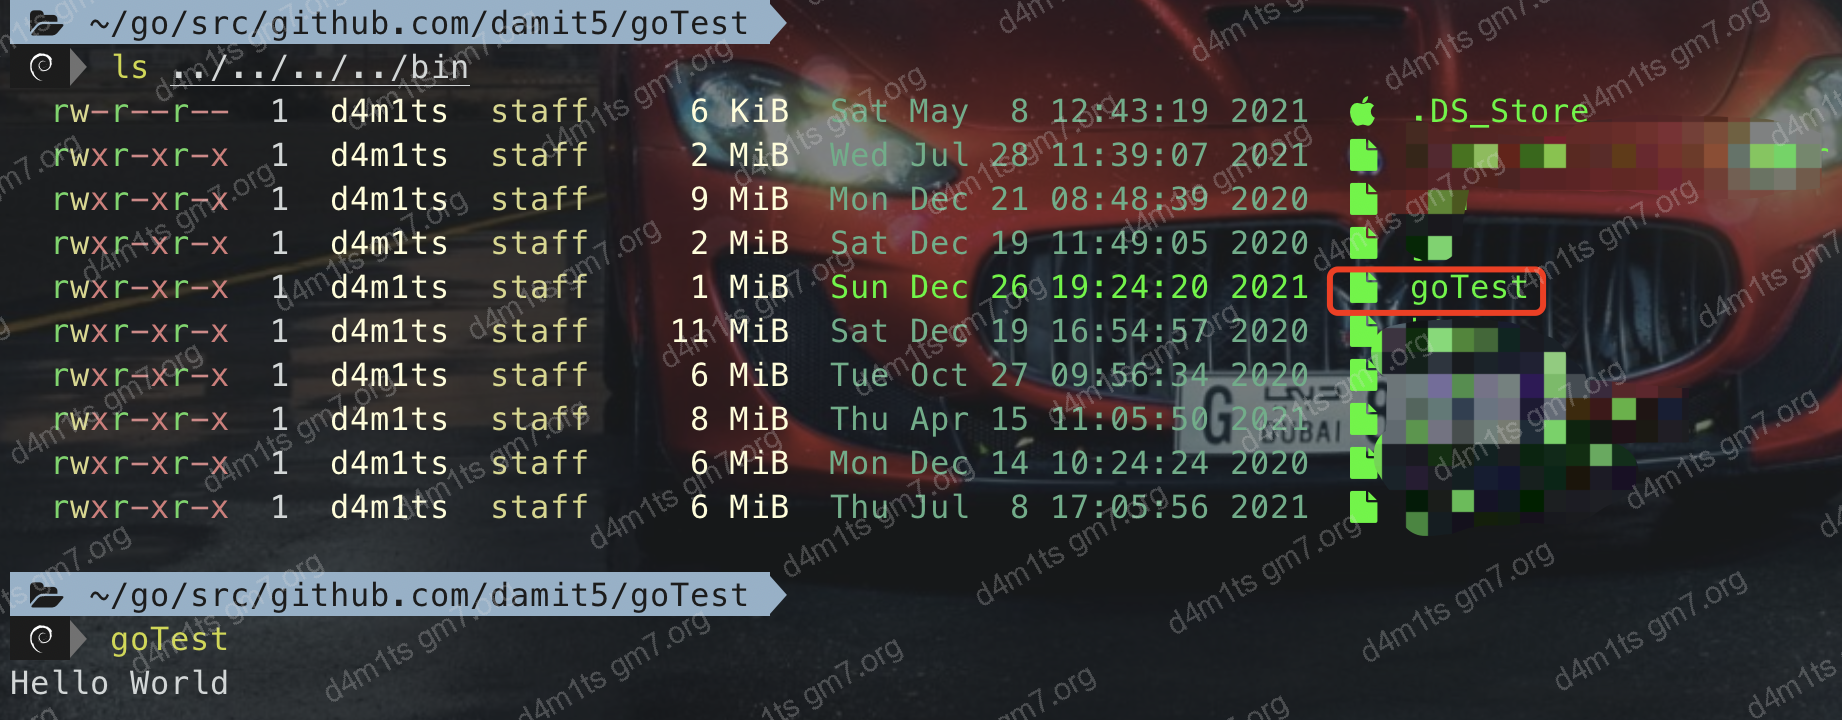 ~/go/src/github.com/damit5/goTest
ls ../../../../bin
rw-r--r-- 1 d4m1ts staff 6 KiB Sat May 8 12:43:19 2021 .DS_Store
rwxr-xr-x 1 d4m1ts staff 2 MiB Wed Jul 28 11:39:07 2021
rwxr-xr-x 1 d4m1ts staff 9 MiB Mon Dec 21 08:48:39 2020
rwxr-xr-x 1 d4m1ts staff 2 MiB Sat Dec 19 11:49:05 2020
rwxr-xr-x 1 d4m1ts staff 1 MiB Sun Dec 26 19:24:20 2021 goTest
rwxr-xr-x 1 d4m1ts staff 11 MiB Sat Dec 19 16:54:57 2020
rwxr-xr-x 1 d4m1ts staff 6 MiB Tue Oct 27 09:56:34 2020
rwxr-xr-x 1 d4m1ts staff 8 MiB Thu Apr 15 11:05:50 2021
rwxr-xr-x 1 d4m1ts staff 6 MiB Mon Dec 14 10:24:24 2020
rwxr-xr-x 1 d4m1ts staff 6 MiB Thu Jul 8 17:05:56 2021
G DUBAI
~/go/src/github.com/damit5/goTest
goTest
Hello World
d4m1ts gm7.org